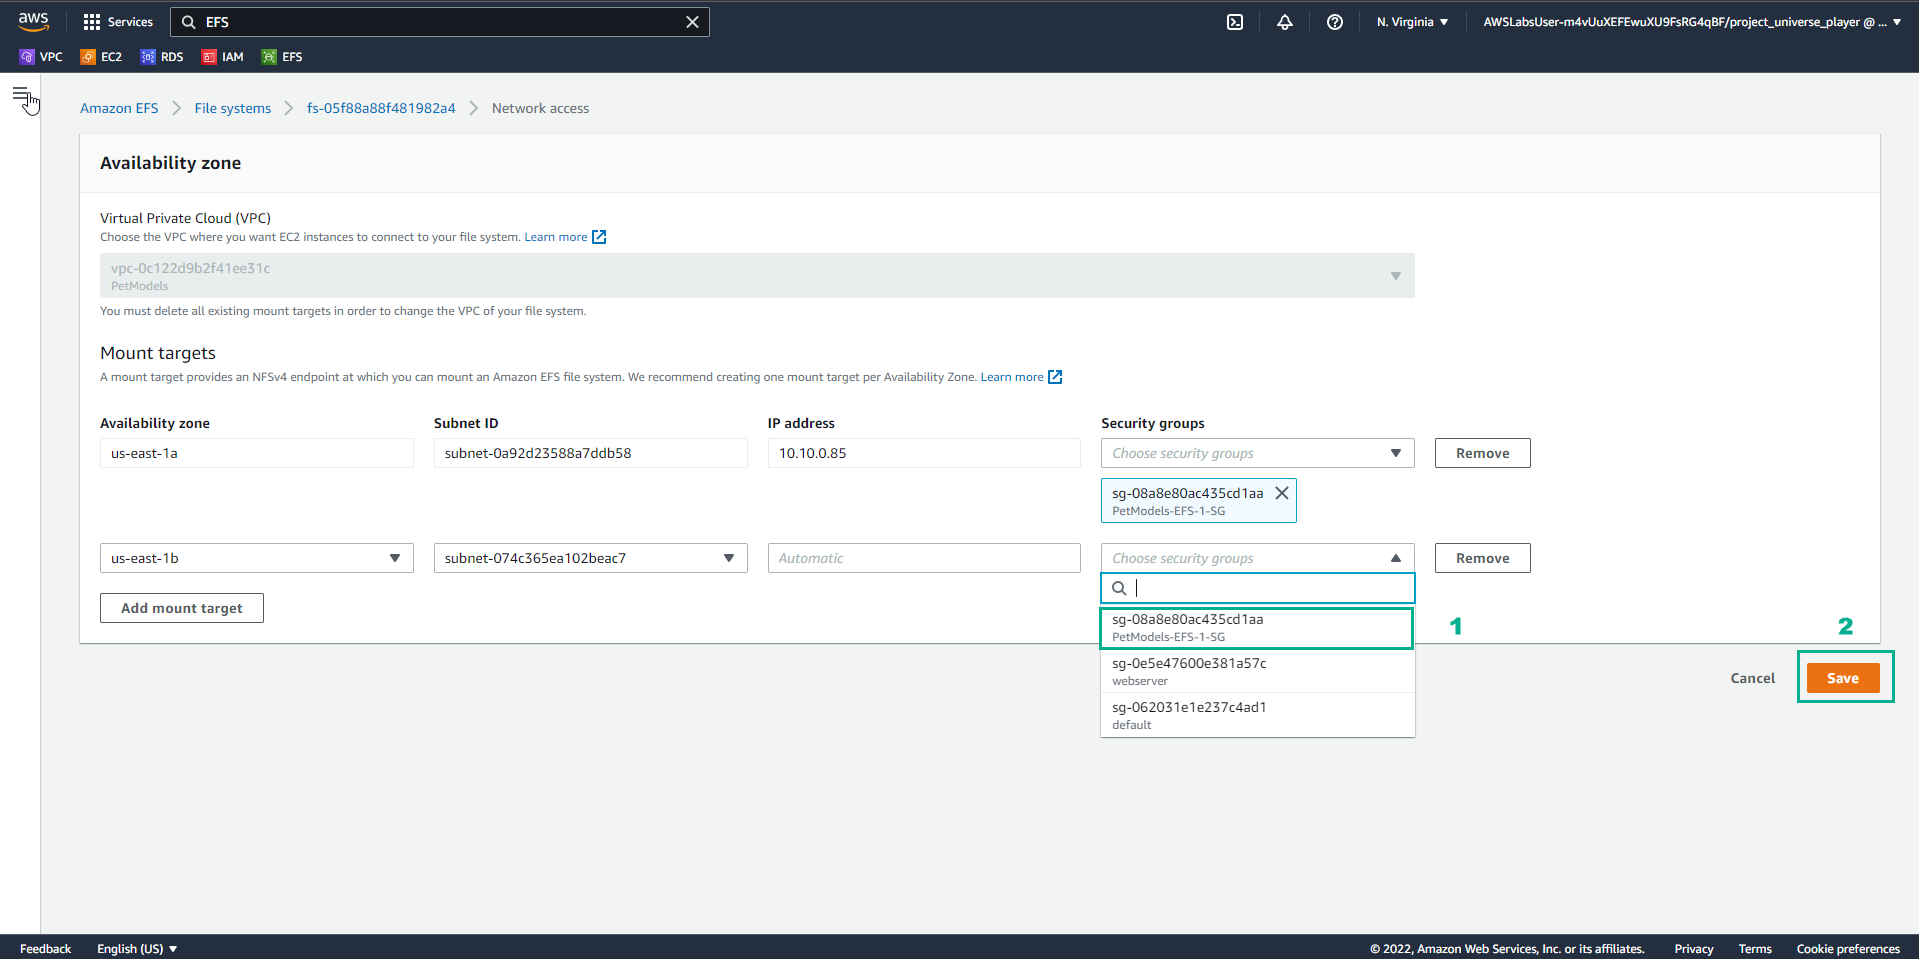 aws
Services
EFS
N. Virginia
AWSLabsUser-m4vUuXEFEwuXU9FsRG4qBF/project_universe_player @ ...
VPC
EC2
RDS
IAM
EFS
Amazon EFS
File systems
fs-05f88a88f481982a4
Network access
Availability zone
Virtual Private Cloud (VPC)
Choose the VPC where you want EC2 instances to connect to your file system. Learn more
vpc-0c122d9b2f41ee31c
PetModels
You must delete all existing mount targets in order to change the VPC of your file system.
Mount targets
A mount target provides an NFSv4 endpoint at which you can mount an Amazon EFS file system. We recommend creating one mount target per Availability Zone. Learn more
Availability zone
Subnet ID
IP address
Security groups
us-east-1a
subnet-0a92d23588a7ddb58
10.10.0.85
Choose security groups
Remove
sg-08a8e80ac435cd1aa
PetModels-EFS-1-SG
us-east-1b
subnet-074c365ea102beac7
Automatic
Choose security groups
Remove
Add mount target
sg-08a8e80ac435cd1aa
PetModels-EFS-1-SG
1
2
sg-0e5e47600e381a57c
webserver
Cancel
Save
sg-062031e1e237c4ad1
default
Feedback
English (US)
© 2022, Amazon Web Services, Inc. or its affiliates.
Privacy
Terms
Cookie preferences